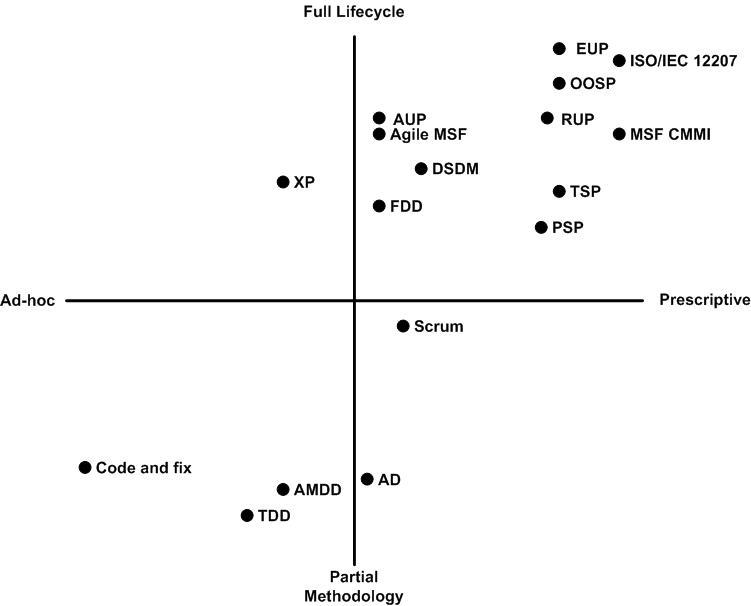 Full Lifecycle
EUP
ISO/IEC 12207
OOSP
AUP
RUP
Agile MSF
MSF CMMI
DSDM
XP
TSP
FDD
PSP
Ad-hoc
Prescriptive
Scrum
Code and fix
AD
AMDD
TDD
Partial
Methodology